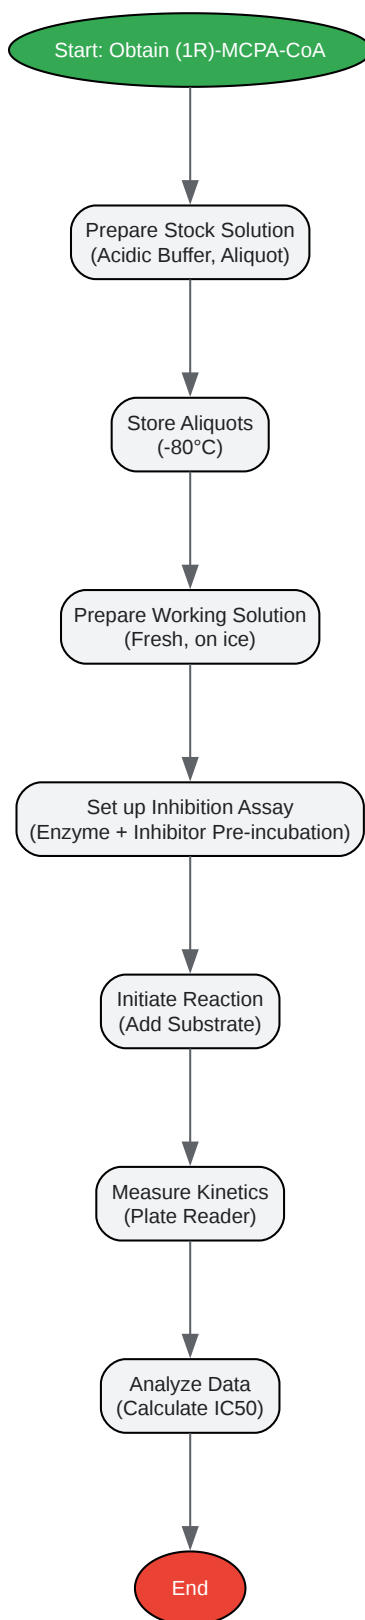 Start: Obtain (1R)-MCPA-CoA
Prepare Stock Solution
(Acidic Buffer, Aliquot)
Store Aliquots
(-80°C)
Prepare Working Solution
(Fresh, on ice)
Set up Inhibition Assay
(Enzyme + Inhibitor Pre-incubation)
Initiate Reaction
(Add Substrate)
Measure Kinetics
(Plate Reader)
Analyze Data
(Calculate IC50)
End